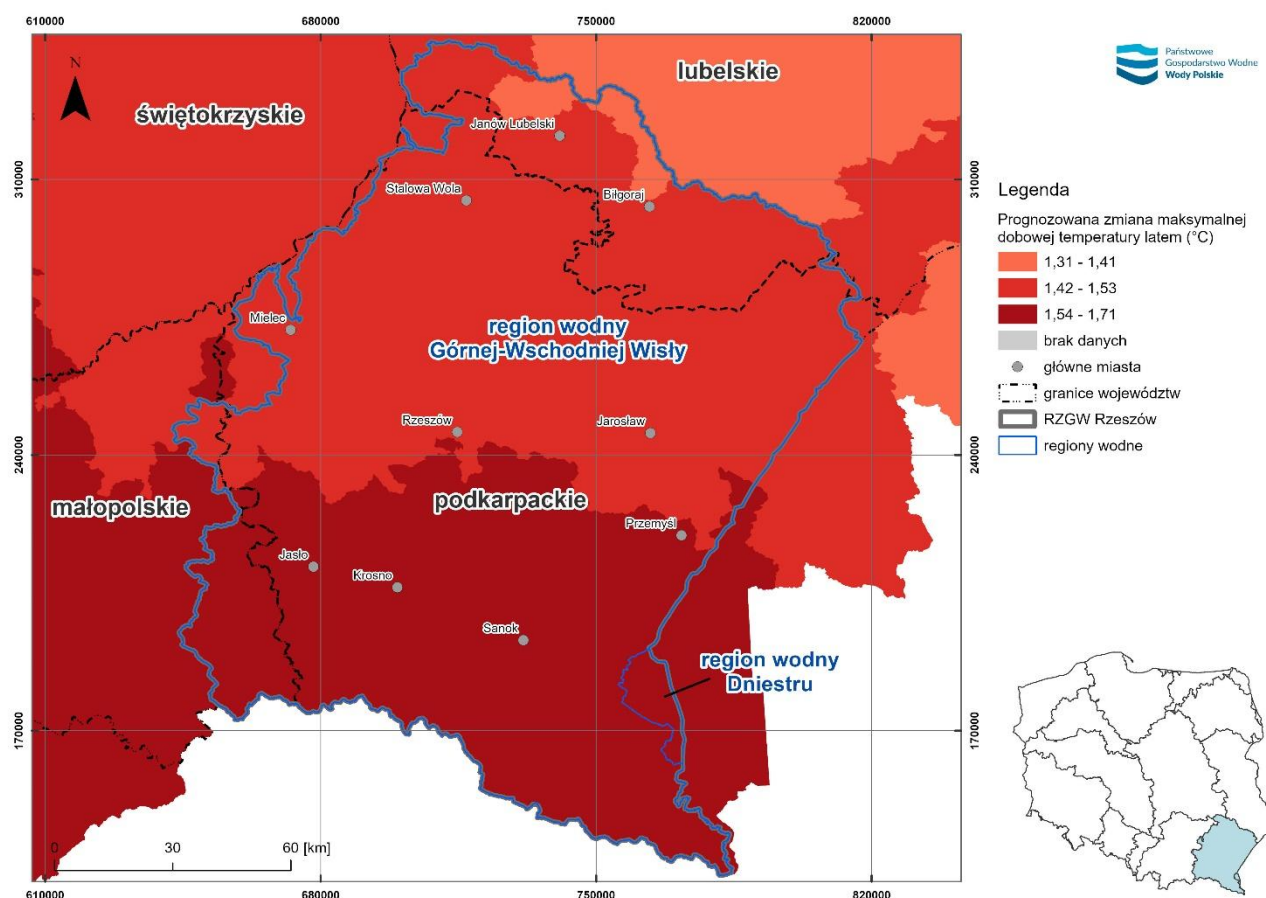 610000
680000
750000
820000
N
świętokrzyskie
lubelskie
Janów Lubelski
310000
310000
Stalowa Wola
Biłgoraj
Mielec
region wodny
Górnej-Wschodniej Wisły
Rzeszów
Jarosław
240000
240000
małopolskie
podkarpackie
Przemyśl
Jasło
Krosno
Sanok
region wodny
Dniestru
170000
170000
0
30
60 [km]
610000
680000
750000
820000
Państwowe
Gospodarstwo Wodne
Wody Polskie
Legenda
Prognozowana zmiana maksymalnej
dobowej temperatury latem (°C)
1,31 - 1,41
1,42 - 1,53
1,54 - 1,71
brak danych
główne miasta
granice województw
RZGW Rzeszów
regiony wodne